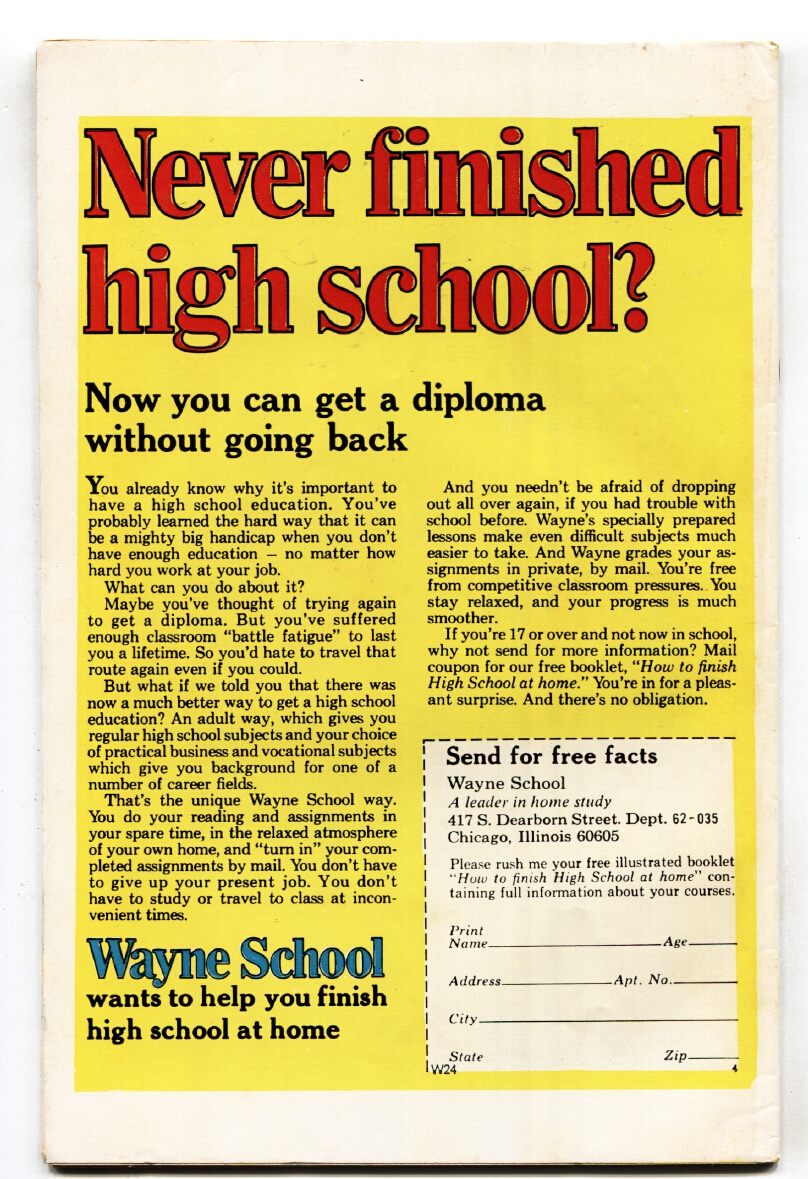 Never finished
high school?
Now you can get a diploma
without going back
You already know why it's important to
have a high school education. You've
probably learned the hard way that it can
be a mighty big handicap when you don't
have enough education – no matter how
hard you work at your job.
What can you do about it?
Maybe you've thought of trying again
to get a diploma. But you've suffered
enough classroom "battle fatigue" to last
you a lifetime. So you'd hate to travel that
route again even if you could.
But what if we told you that there was
now a much better way to get a high school
education? An adult way, which gives you
regular high school subjects and your choice
of practical business and vocational subjects
which give you background for one of a
number of career fields.
That's the unique Wayne School way.
You do your reading and assignments in
your spare time, in the relaxed atmosphere
of your own home, and "turn in" your com-
pleted assignments by mail. You don't have
to give up your present job. You don't
have to study or travel to class at incon-
venient times.
Wayne School
wants to help you finish
high school at home
And you needn't be afraid of dropping
out all over again, if you had trouble with
school before. Wayne's specially prepared
lessons make even difficult subjects much
easier to take. And Wayne grades your as-
signments in private, by mail. You're free
from competitive classroom pressures. You
stay relaxed, and your progress is much
smoother.
If you're 17 or over and not now in school,
why not send for more information? Mail
coupon for our free booklet, "How to finish
High School at home." You're in for a pleas-
ant surprise. And there's no obligation.
Send for free facts
Wayne School
A leader in home study
417 S. Dearborn Street. Dept. 62-035
Chicago, Illinois 60605
Please rush me your free illustrated booklet
"How to finish High School at home" con-
taining full information about your courses.
Print
Name Age
Address Apt. No.
City
State Zip
W24 4